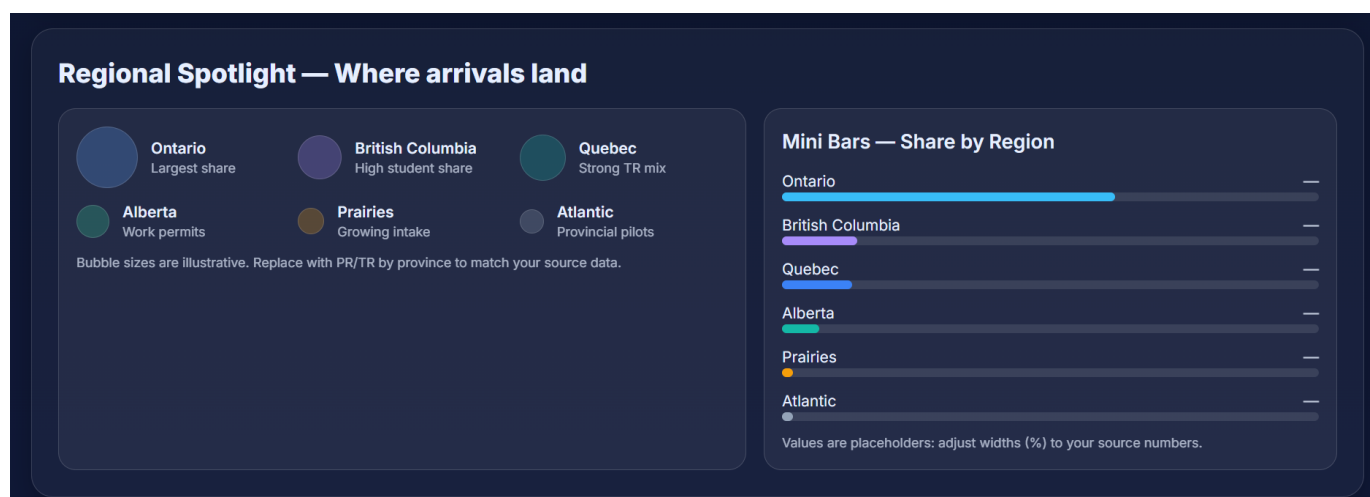 Regional Spotlight — Where arrivals land
Ontario
Largest share
British Columbia
High student share
Quebec
Strong TR mix
Alberta
Work permits
Prairies
Growing intake
Atlantic
Provincial pilots
Bubble sizes are illustrative. Replace with PR/TR by province to match your source data.
Mini Bars — Share by Region
Ontario —
British Columbia —
Quebec —
Alberta —
Prairies —
Atlantic —
Values are placeholders: adjust widths (%) to your source numbers.